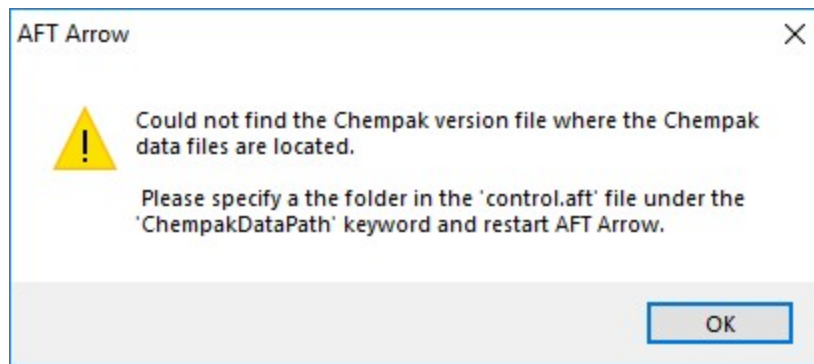 AFT Arrow
Could not find the Chempak version file where the Chempak
data files are located.
Please specify a the folder in the 'control.aft' file under the
'ChempakDataPath' keyword and restart AFT Arrow.
OK